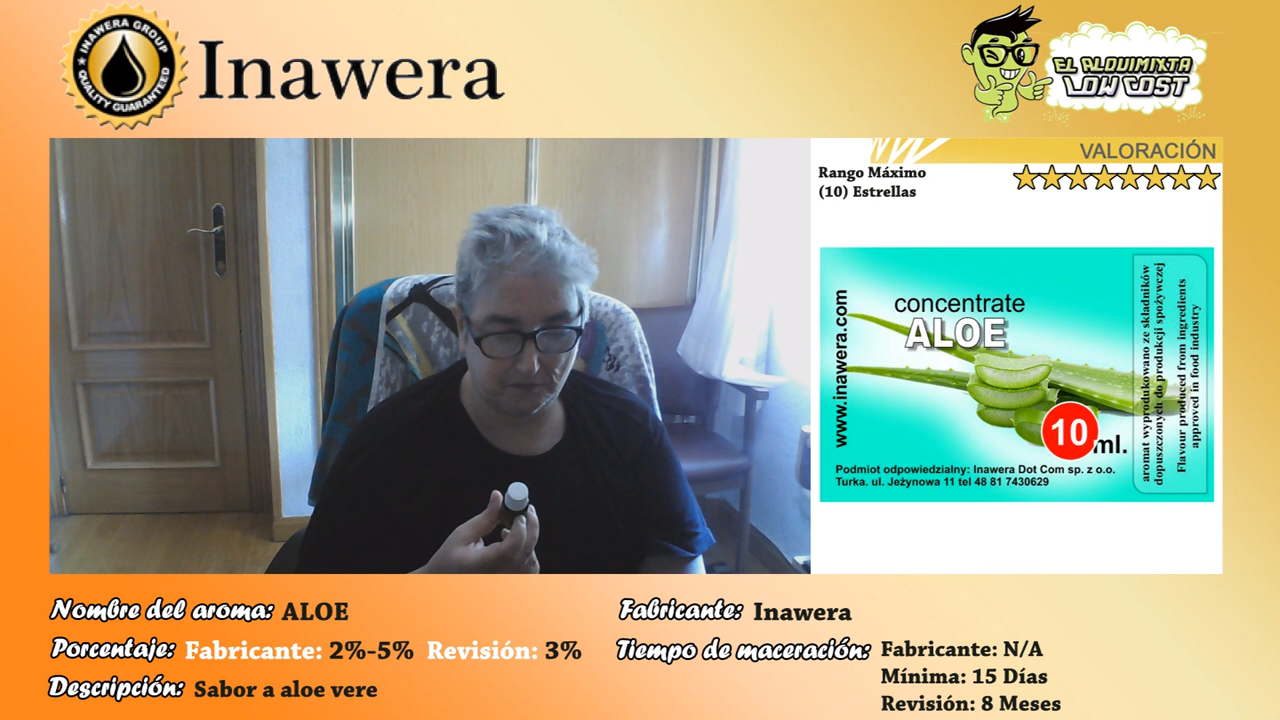 INAWERA GROUP
QUALITY GUARANTEED
Inawera
EL ALQUIMIXTA
LOW COST
VALORACIÓN
Rango Máximo
(10) Estrellas
www.inawera.com
concentrate
ALOE
10 ml.
Podmiot odpowiedzialny: Inawera Dot Com sp. z o.o.
Turka. ul. Jeżynowa 11 tel 48 81 7430629
aromat wyprodukowano ze składników
dopuszczonych do produkcji spożywczej
Flavour produced from ingredients
approved in food industry
Nombre del aroma: ALOE
Porcentaje: Fabricante: 2%-5% Revisión: 3%
Descripción: Sabor a aloe vere
Fabricante: Inawera
Tiempo de maceración: Fabricante: N/A
Mínima: 15 Días
Revisión: 8 Meses